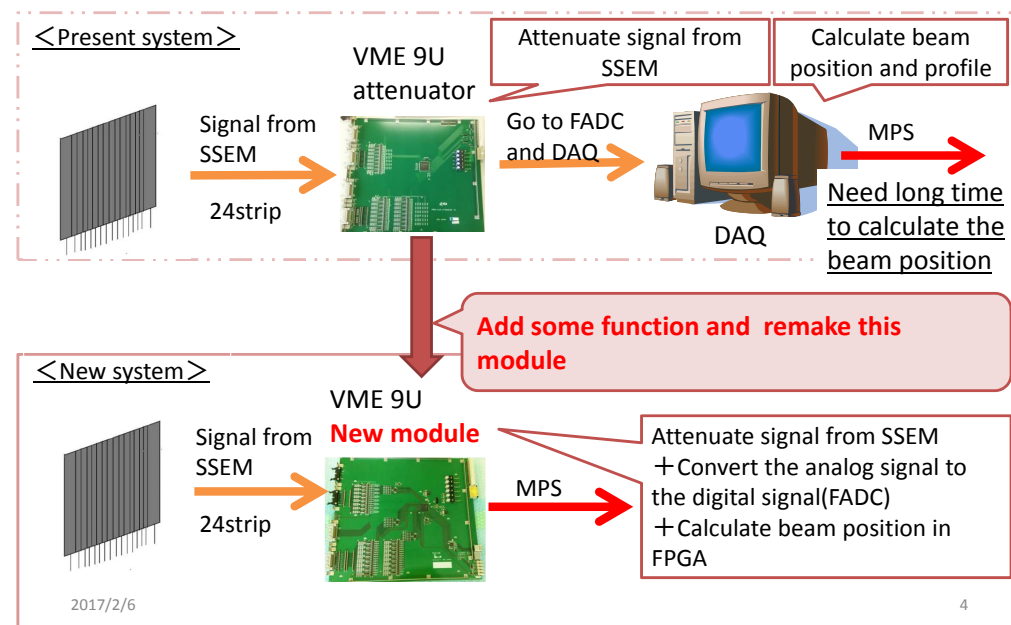 ＜Present system＞
VME 9U
attenuator
Attenuate signal from
SSEM
Calculate beam
position and profile
Signal from
SSEM
24strip
Go to FADC
and DAQ
DAQ
MPS
Need long time
to calculate the
beam position
Add some function and  remake this
module
＜New system＞
VME 9U
New module
Signal from
SSEM
24strip
MPS
Attenuate signal from SSEM
＋Convert the analog signal to
the digital signal(FADC)
＋Calculate beam position in
FPGA
2017/2/6
4